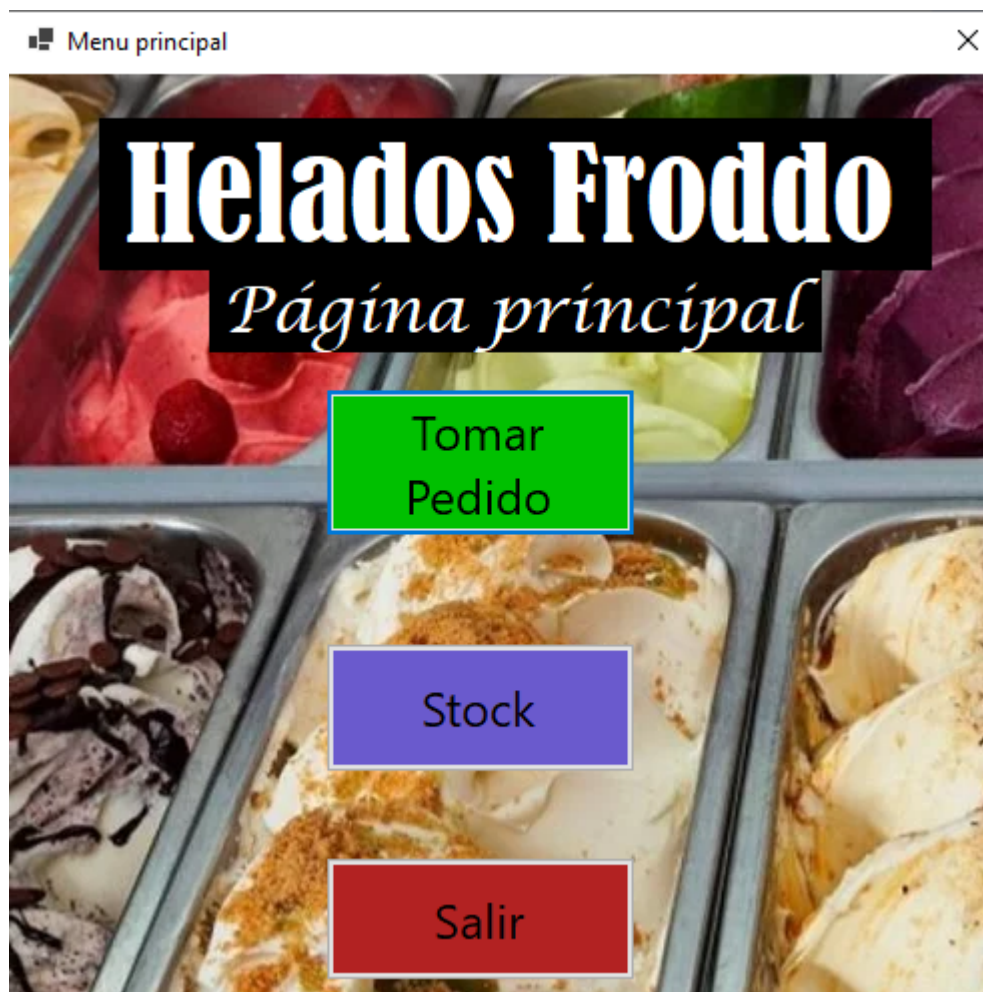 Menu principal
Helados Froddo
Página principal
Tomar
Pedido
Stock
Salir